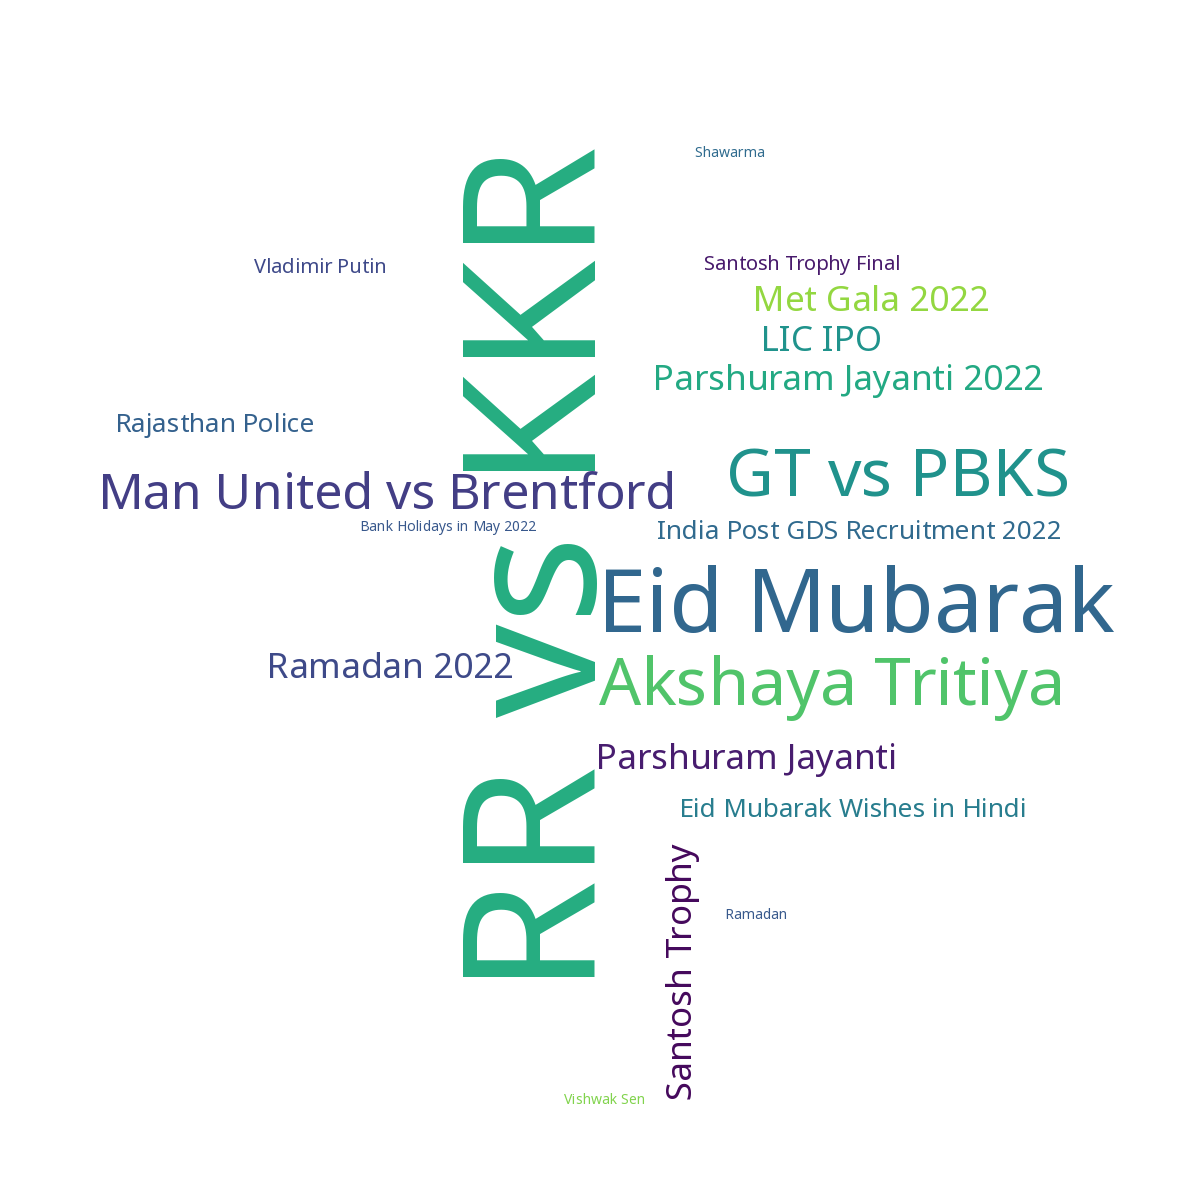 Shawarma
Vladimir Putin
Santosh Trophy Final
Met Gala 2022
LIC IPO
Parshuram Jayanti 2022
Rajasthan Police
RR vs KKR
Man United vs Brentford
GT vs PBKS
Bank Holidays in May 2022
India Post GDS Recruitment 2022
Eid Mubarak
Ramadan 2022
Akshaya Tritiya
Parshuram Jayanti
Eid Mubarak Wishes in Hindi
Santosh Trophy
Ramadan
Vishwak Sen